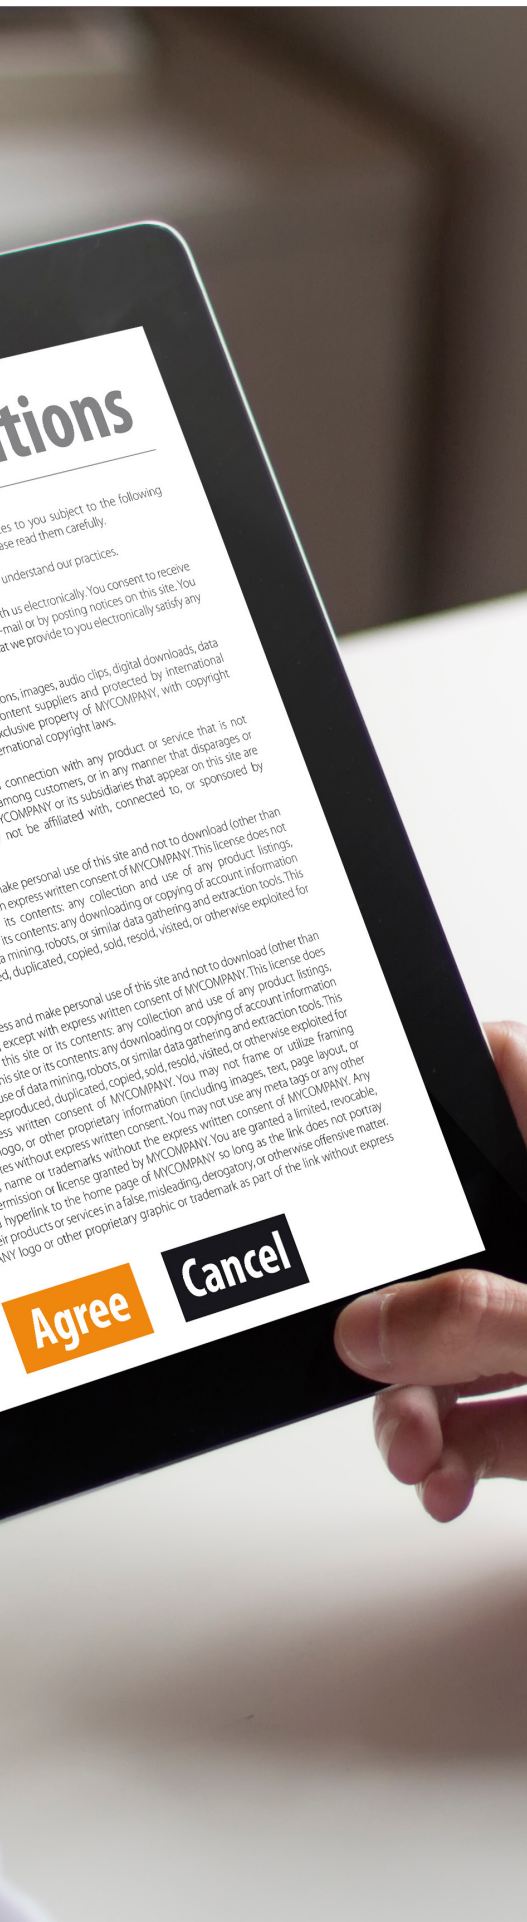 itions
ces to you subject to the following
ase read them carefully.
understand our practices.
th us electronically. You consent to receive
-mail or by posting notices on this site. You
at we provide to you electronically satisfy any
ons, images, audio clips, digital downloads, data
ontent suppliers and protected by international
xclusive property of MYCOMPANY, with copyright
ernational copyright laws.
connection with any product or service that is not
among customers, or in any manner that disparages or
YCOMPANY or its subsidiaries that appear on this site are
not be affiliated with, connected to, or sponsored by
ake personal use of this site and not to download (other than
n express written consent of MYCOMPANY. This license does not
its contents: any collection and use of any product listings,
its contents: any downloading or copying of account information
a mining, robots, or similar data gathering and extraction tools. This
ed, duplicated, copied, sold, resold, visited, or otherwise exploited for
ess and make personal use of this site and not to download (other than
, except with express written consent of MYCOMPANY. This license does
this site or its contents: any collection and use of any product listings,
his site or its contents: any downloading or copying of account information
use of data mining, robots, or similar data gathering and extraction tools. This
eproduced, duplicated, copied, sold, resold, visited, or otherwise exploited for
ess written consent of MYCOMPANY. You may not frame or utilize framing
logo, or other proprietary information (including images, text, page layout, or
tes without express written consent. You may not use any meta tags or any other
s name or trademarks without the express written consent of MYCOMPANY. Any
ermission or license granted by MYCOMPANY. You are granted a limited, revocable,
a hyperlink to the home page of MYCOMPANY so long as the link does not portray
eir products or services in a false, misleading, derogatory, or otherwise offensive matter.
ANY logo or other proprietary graphic or trademark as part of the link without express
Agree
Cancel